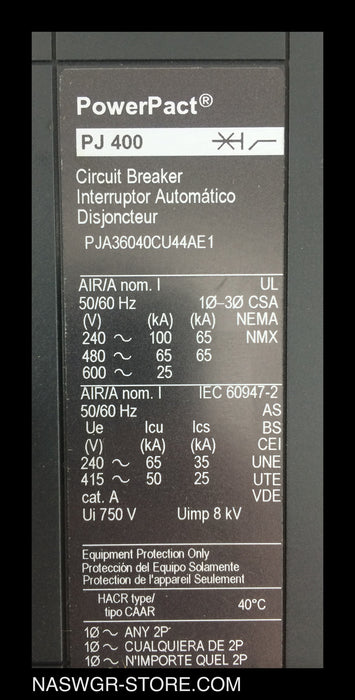 PowerPact®
PJ 400
Circuit Breaker
Interruptor Automático
Disjoncteur
PJA36040CU44AE1
AIR/A nom. I UL
50/60 Hz 1Ø-3Ø CSA
(V) (kA) (kA) NEMA
240 ~ 100 65 NMX
480 ~ 65 65
600 ~ 25
AIR/A nom. I IEC 60947-2
50/60 Hz AS
Ue Icu Ics BS
(V) (kA) (kA) CEI
240 ~ 65 35 UNE
415 ~ 50 25 UTE
cat. A VDE
Ui 750 V Uimp 8 kV
Equipment Protection Only
Protección del Equipo Solamente
Protection de l'appareil Seulement
HACR type/
tipo CAAR 40°C
1Ø ~ ANY 2P
1Ø ~ CUALQUIERA DE 2P
1Ø ~ N'IMPORTE QUEL 2P
NASWGR-STORE.COM